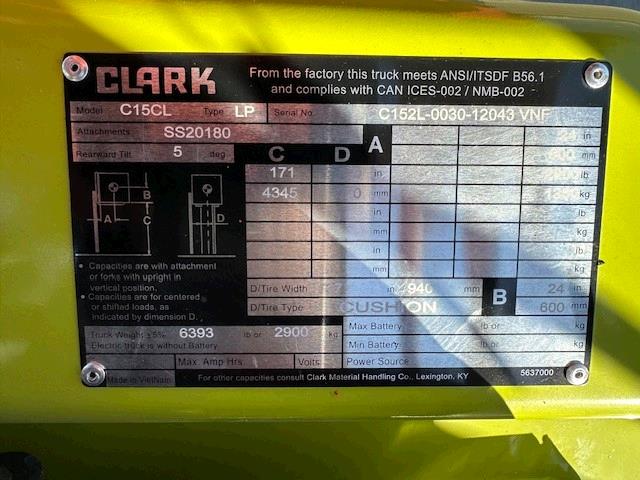 CLARK
From the factory this truck meets ANSI/ITSDF B56.1
and complies with CAN ICES-002 / NMB-002
Model C15CL Type LP Serial No. C152L-0030-12043 VNF
Attachments SS20180
Rearward Tilt 5 deg
A
C D
in
mm
171 in lb
4345 0 mm kg
in lb
mm kg
in lb
mm kg
B
A C D
• Capacities are with attachment
or forks with upright in
vertical position.
• Capacities are for centered
or shifted loads, as
indicated by dimension D.
D/Tire Width in 940 mm
D/Tire Type CUSHION
B 24 in
600 mm
Truck Weight ±5% 6393 lb or 2900 kg
Electric truck is without Battery
Max Battery lb or kg
Min Battery lb or kg
Max. Amp Hrs. Volts Power Source
Made in VietNam
For other capacities consult Clark Material Handling Co., Lexington, KY
5637000